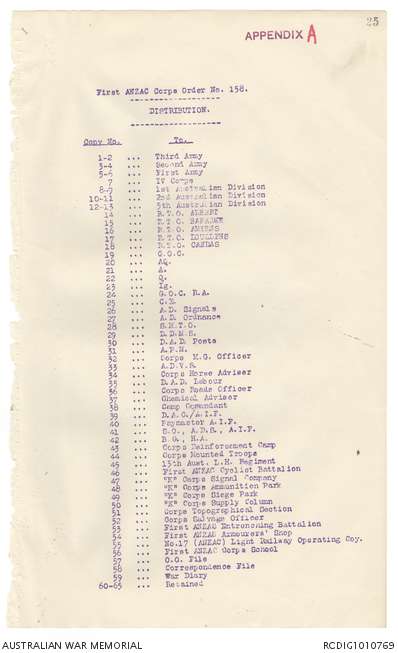 25
APPENDIX A
First ANZAC Corps Order No. 158.
DISTRIBUTION.
Copy No. To.
1-2 ... Third Army
3-4 ... Second Army
5-6 ... First Army
7 ... IV Corps
8-9 ... 1st Australian Division
10-11 ... 2nd Australian Division
12-13 ... 5th Australian Division
14 ... R.T.O. ALBERT
15 ... R.T.O. BAPAUME
16 ... R.T.O. AMIENS
17 ... R.T.O. DOULLENS
18 ... R.T.O. CANDAS
19 ... G.O.C.
20 ... AQ.
21 ... A.
22 ... Q.
23 ... Ig.
24 ... G.O.C. R.A.
25 ... C.E.
26 ... A.D. Signals
27 ... A.D. Ordnance
28 ... S.M.T.O.
29 ... D.D.M.S.
30 ... D.A.D. Posts
31 ... A.P.M.
32 ... Corps M.G. Officer
33 ... A.D.V.S.
34 ... Corps Horse Adviser
35 ... D.A.D. Labour
36 ... Corps Roads Officer
37 ... Chemical Advisor
38 ... Camp Comandant
39 ... D.A.G./A.I.F.
40 ... Paymaster A.I.F.
41 ... S.O., A.D.S., A.I.F.
42 ... B.O., H.A.
43 ... Corps Reinforcement Camp
44 ... Corps Mounted Troops
45 ... 13th Aust. L.H. Regiment
46 ... First ANZAC Cyclist Battalion
47 ... "K" Corps Signal Company
48 ... "K" Corps Ammunition Park
49 ... "K" Corps Siege Park
50 ... "K" Corps Supply Column
51 ... Corps Topographical Section
52 ... Corps Salvage Officer
53 ... First ANZAC Entrenching Battalion
54 ... First ANZAC Armourers' Shop
55 ... No.17 (ANZAC) Light Railway Operating Coy.
56 ... First ANZAC Corps School
57 ... G.O. File
58 ... Correspondence File
59 ... War Diary
60-65 ... Retained
AUSTRALIAN WAR MEMORIAL RCDIG1010769